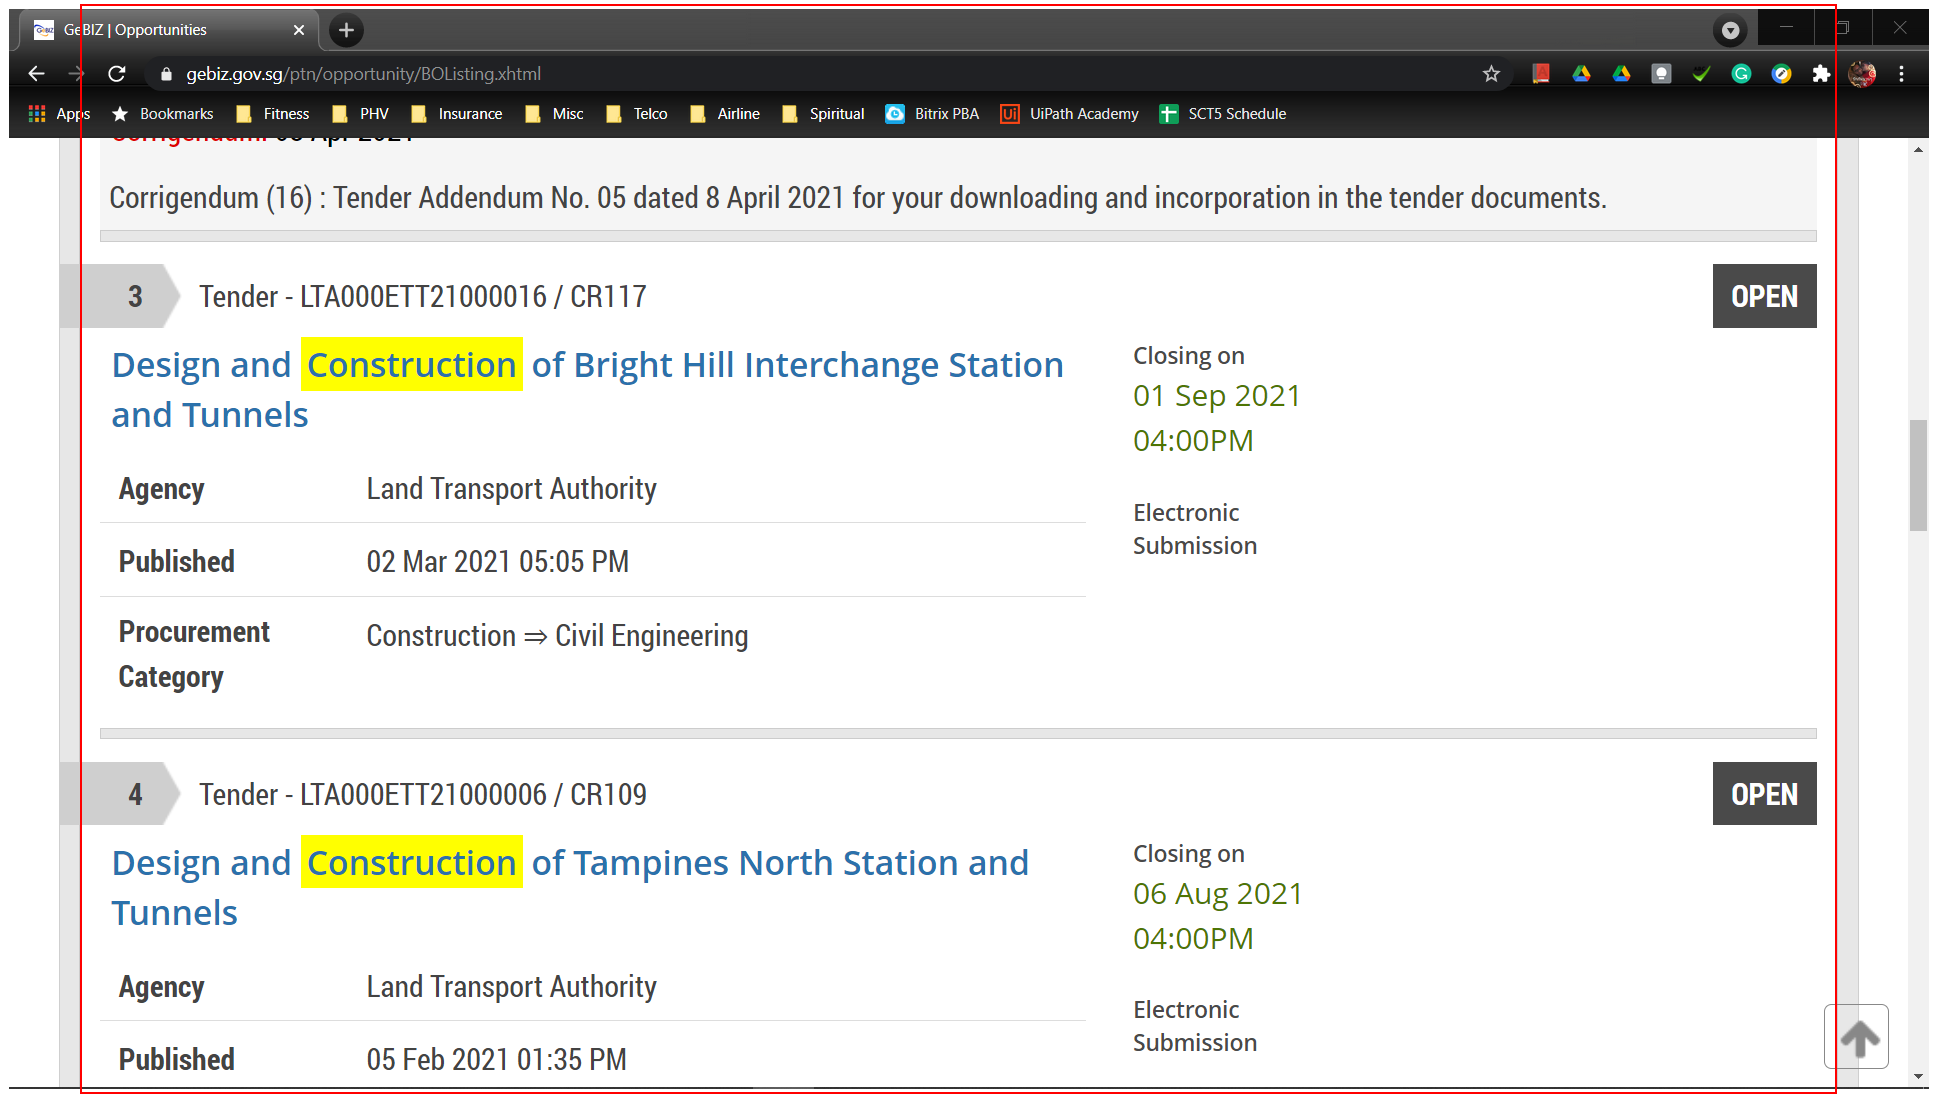 GeBIZ | Opportunities
gebiz.gov.sg/ptn/opportunity/BOListing.xhtml
Apps Bookmarks Fitness PHV Insurance Misc Telco Airline Spiritual Bitrix PBA UiPath Academy SCT5 Schedule
Corrigendum (16) : Tender Addendum No. 05 dated 8 April 2021 for your downloading and incorporation in the tender documents.
3 Tender - LTA000ETT21000016 / CR117 OPEN
Design and Construction of Bright Hill Interchange Station
and Tunnels
Closing on
01 Sep 2021
04:00PM
Electronic
Submission
Agency Land Transport Authority
Published 02 Mar 2021 05:05 PM
Procurement
Category
Construction ⇒ Civil Engineering
4 Tender - LTA000ETT21000006 / CR109 OPEN
Design and Construction of Tampines North Station and
Tunnels
Closing on
06 Aug 2021
04:00PM
Electronic
Submission
Agency Land Transport Authority
Published 05 Feb 2021 01:35 PM